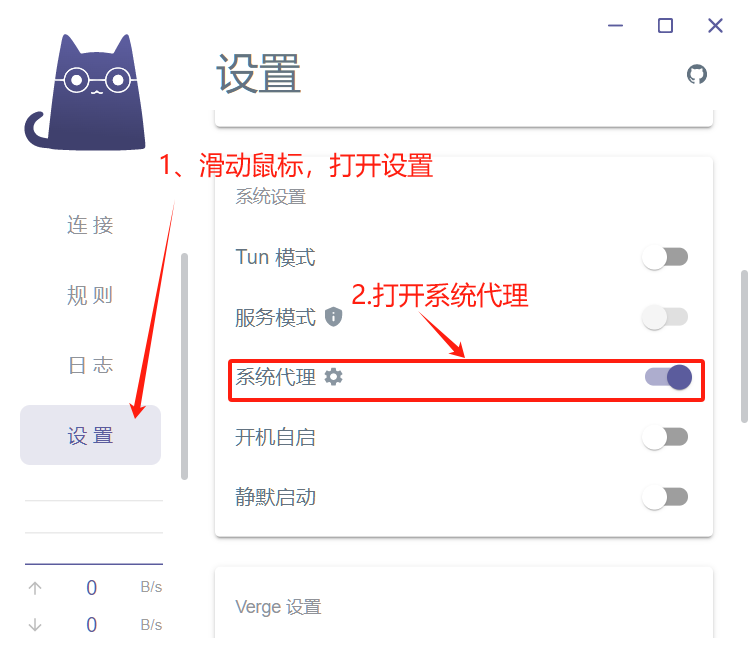 设置
1、滑动鼠标，打开设置
系统设置
连接
Tun 模式
规则
2.打开系统代理
服务模式
日志
系统代理
设置
开机自启
静默启动
0 B/s
Verge 设置
0 B/s